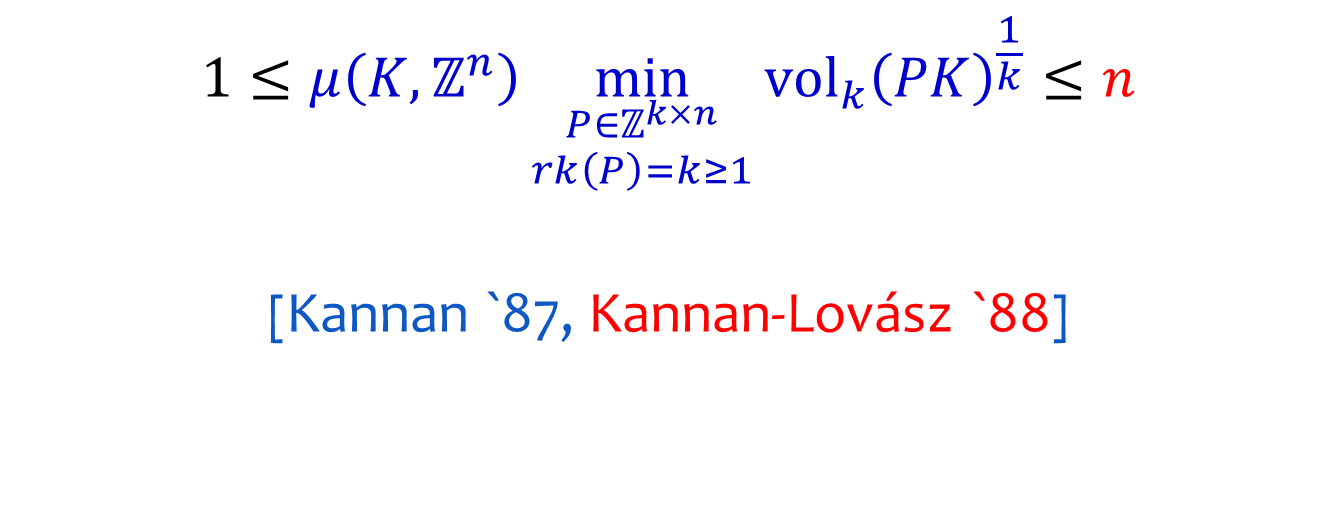 1 ≤ μ(K, ℤⁿ) min vol_k(PK)^{1/k} ≤ n
P∈ℤ^{k×n}
rk(P)=k≥1
[Kannan `87, Kannan-Lovász `88]